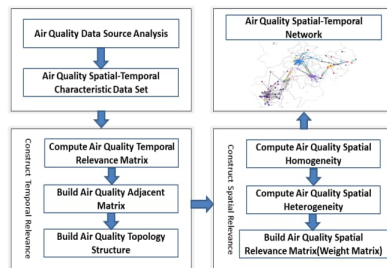 Air Quality Data Source Analysis
Air Quality Spatial-Temporal
Characteristic Data Set
Construct Temporal Relevance
Compute Air Quality Temporal
Relevance Matrix
Build Air Quality Adjacent
Matrix
Build Air Quality Topology
Structure
Air Quality Spatial-Temporal
Network
Construct Spatial Relevance
Compute Air Quality Spatial
Homogeneity
Compute Air Quality Spatial
Heterogeneity
Build Air Quality Spatial
Relevance Matrix(Weight Matrix)